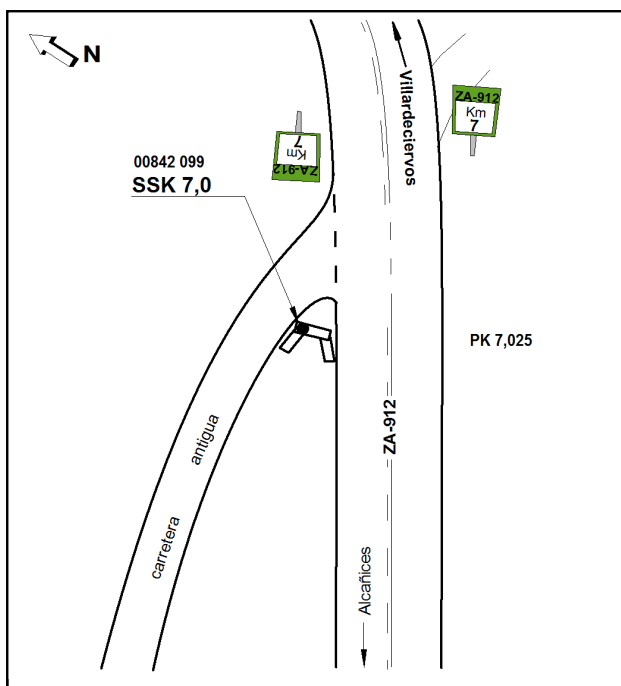 N
Villardeciervos
ZA-912
Km
7
ZA-912
Km
7
00842 099
SSK 7,0
PK 7,025
ZA-912
antigua
carretera
Alcañices